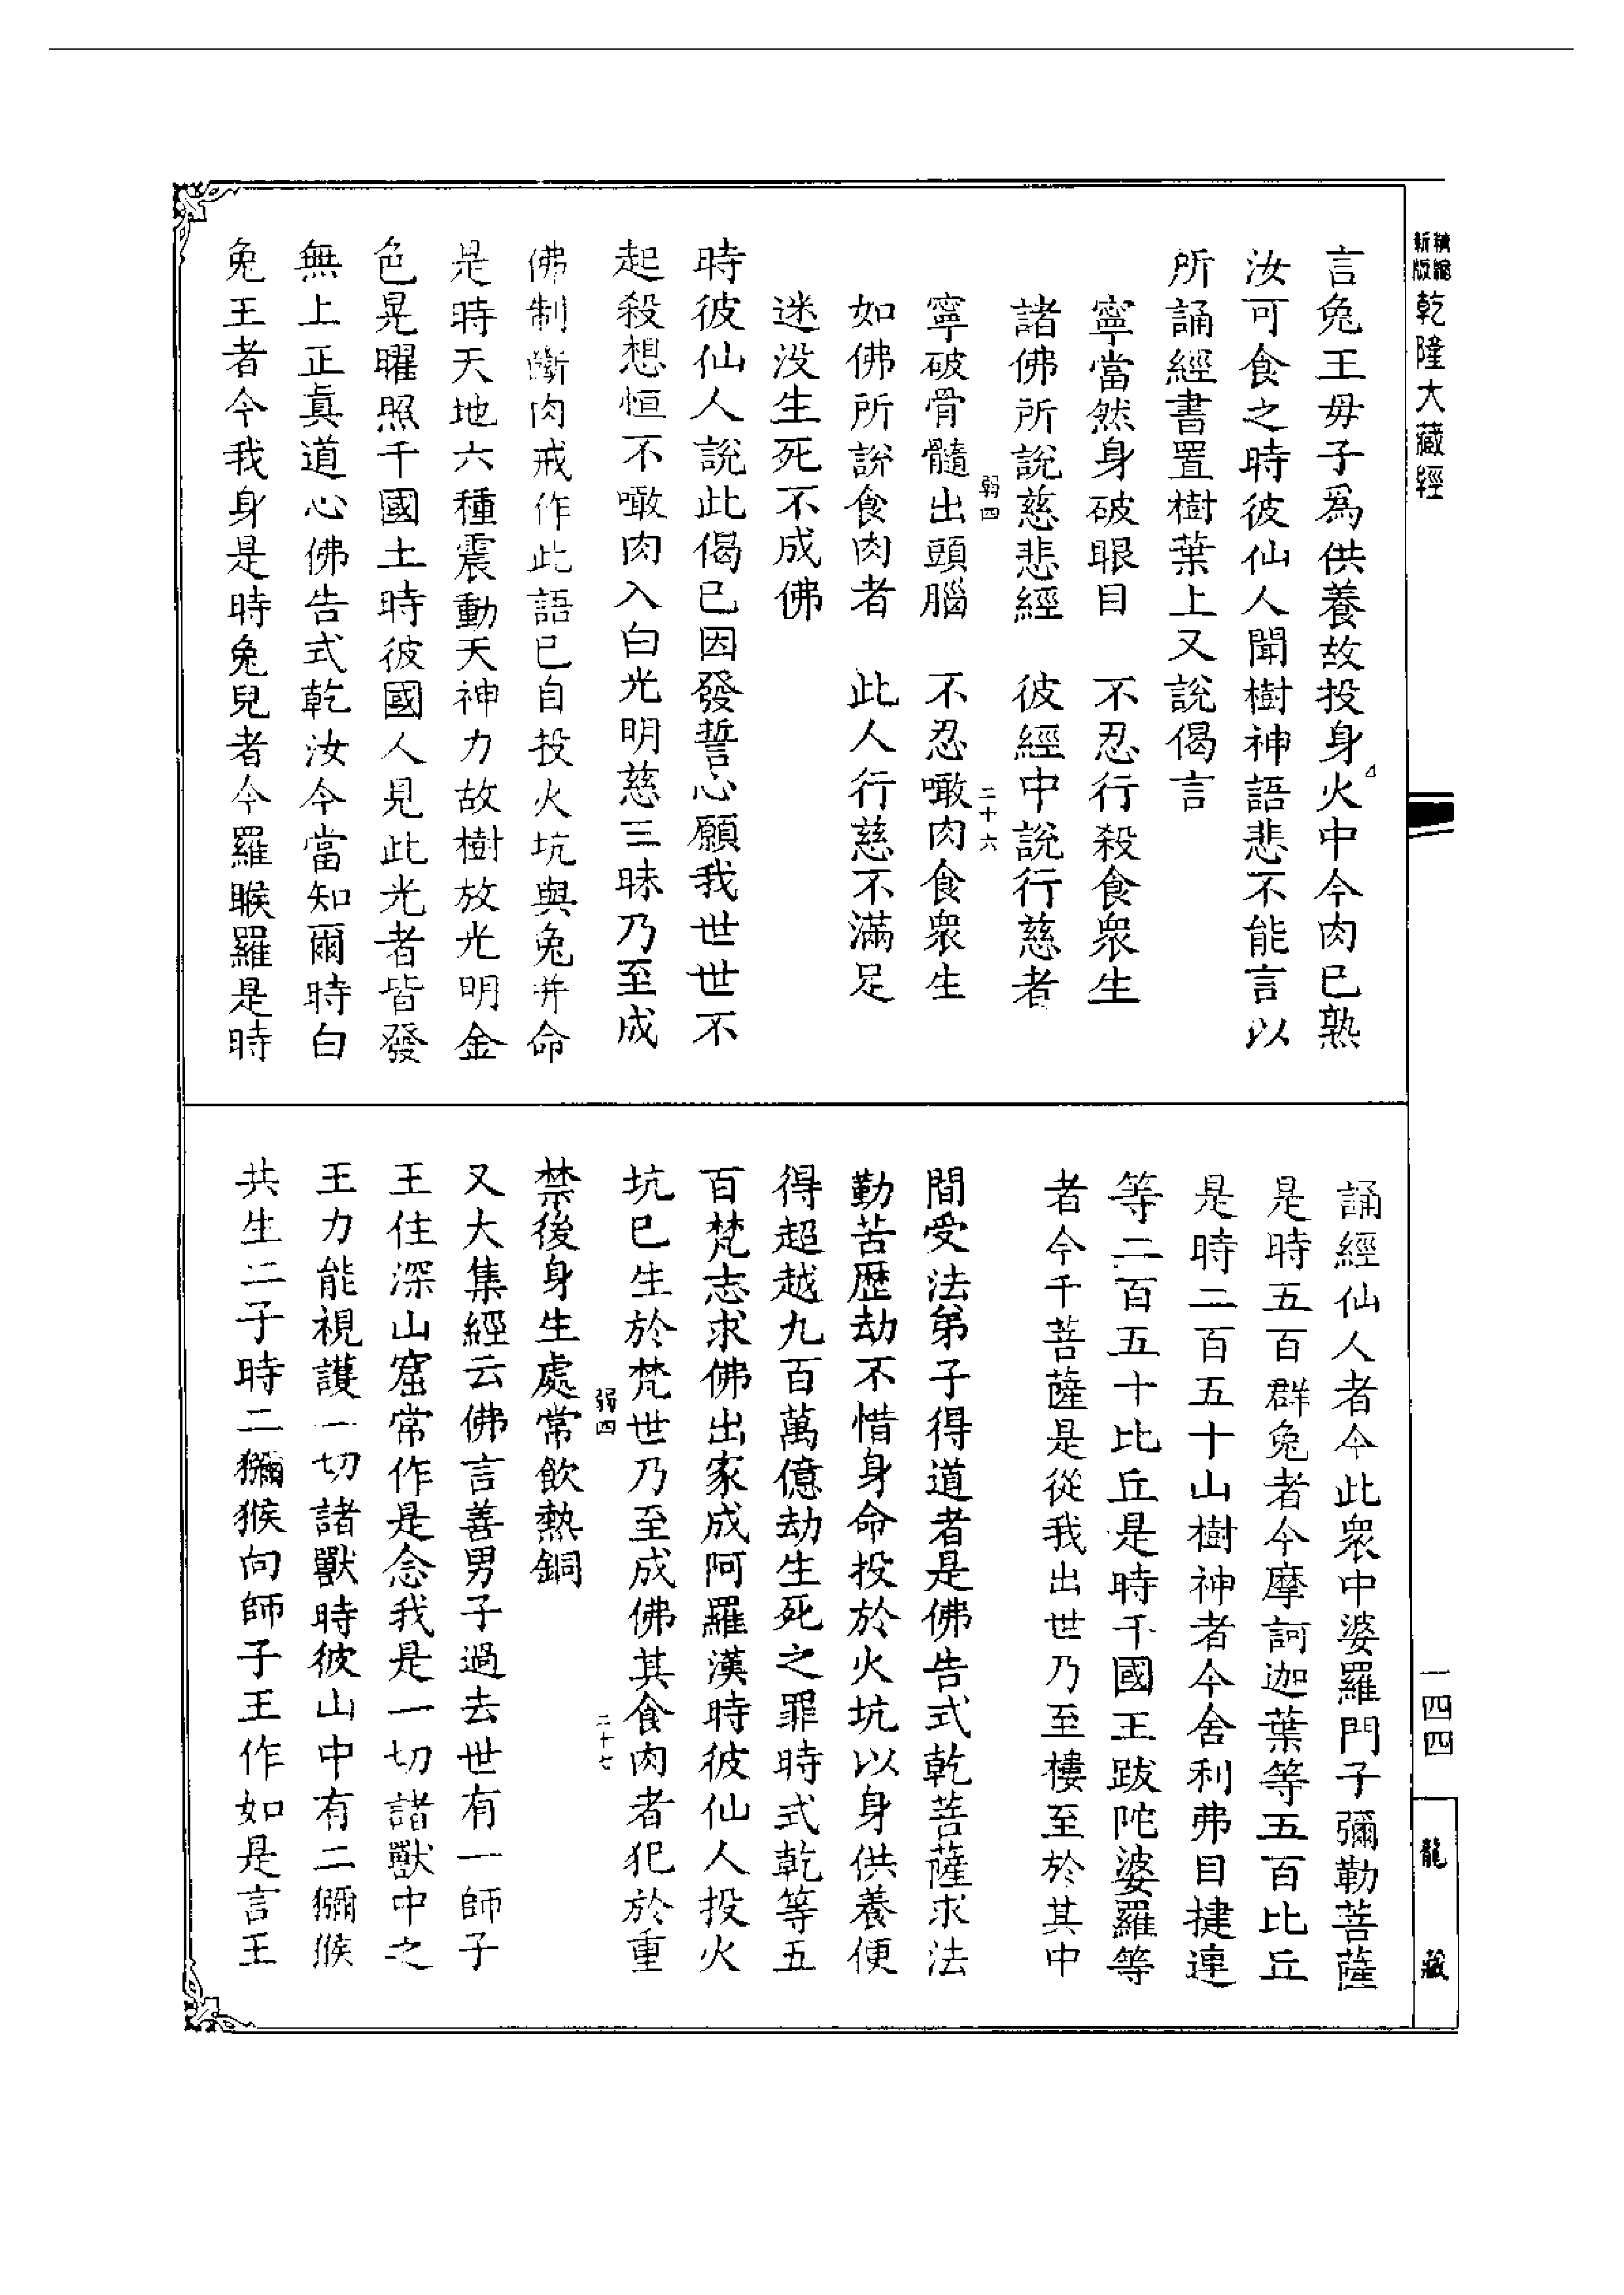 精縮新版
乾隆大藏經
言兔王毋子爲供養故投身火中今肉已熟
汝可食之時彼仙人聞樹神語悲不能言以
所誦經書置樹葉上又說偈言
寧當然身破眼目　不忍行殺食衆生
諸佛所說慈悲經　彼經中說行慈者
弱四　二十六
寧破骨髓出頭腦　不忍噉肉食衆生
如佛所說食肉者　此人行慈不滿足
迷没生死不成佛
時彼仙人說此偈已因發誓心願我世世不
起殺想恒不噉肉入白光明慈三昧乃至成
佛制斷肉戒作此語已自投火坑與兔并命
是時天地六種震動天神力故樹放光明金
色晃曜照千國土時彼國人見此光者皆發
無上正眞道心佛告式乾汝今當知爾時白
兔王者今我身是時兔兒者今羅睺羅是時
一四四
龍藏
誦經仙人者今此衆中婆羅門子彌勒菩薩
是時五百群兔者今摩訶迦葉等五百比丘
是時二百五十山樹神者今舍利弗目揵連
等二百五十比丘是時千國王跋陀婆羅等
者今千菩薩是從我出世乃至樓至於其中
間受法弟子得道者是佛告式乾菩薩求法
勤苦歷劫不惜身命投於火坑以身供養便
得超越九百萬億劫生死之罪時式乾等五
百梵志求佛出家成阿羅漢時彼仙人投火
坑已生於梵世乃至成佛其食肉者犯於重
弱四　二十七
禁後身生處常飲熱銅
又大集經云佛言善男子過去世有一師子
王住深山窟常作是念我是一切諸獸中之
王力能視護一切諸獸時彼山中有二獼猴
共生二子時二獼猴向師子王作如是言王